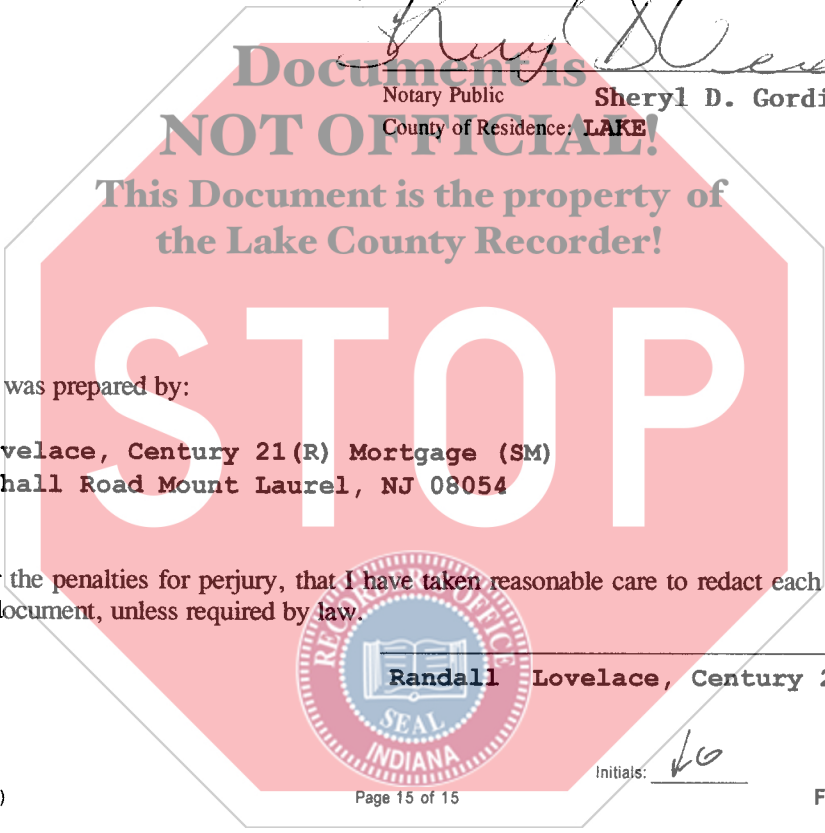 Document is
Notary Public Sheryl D. Gordi
NOT OFFICIAL!
County of Residence: LAKE
This Document is the property of
the Lake County Recorder!
STOP
was prepared by:
velace, Century 21(R) Mortgage (SM)
hall Road Mount Laurel, NJ 08054
the penalties for perjury, that I have taken reasonable care to redact each
document, unless required by law.
RECORDER'S OFFICE
Randall Lovelace, Century 2
SEAL
INDIANA
Initials:
Page 15 of 15
)
F